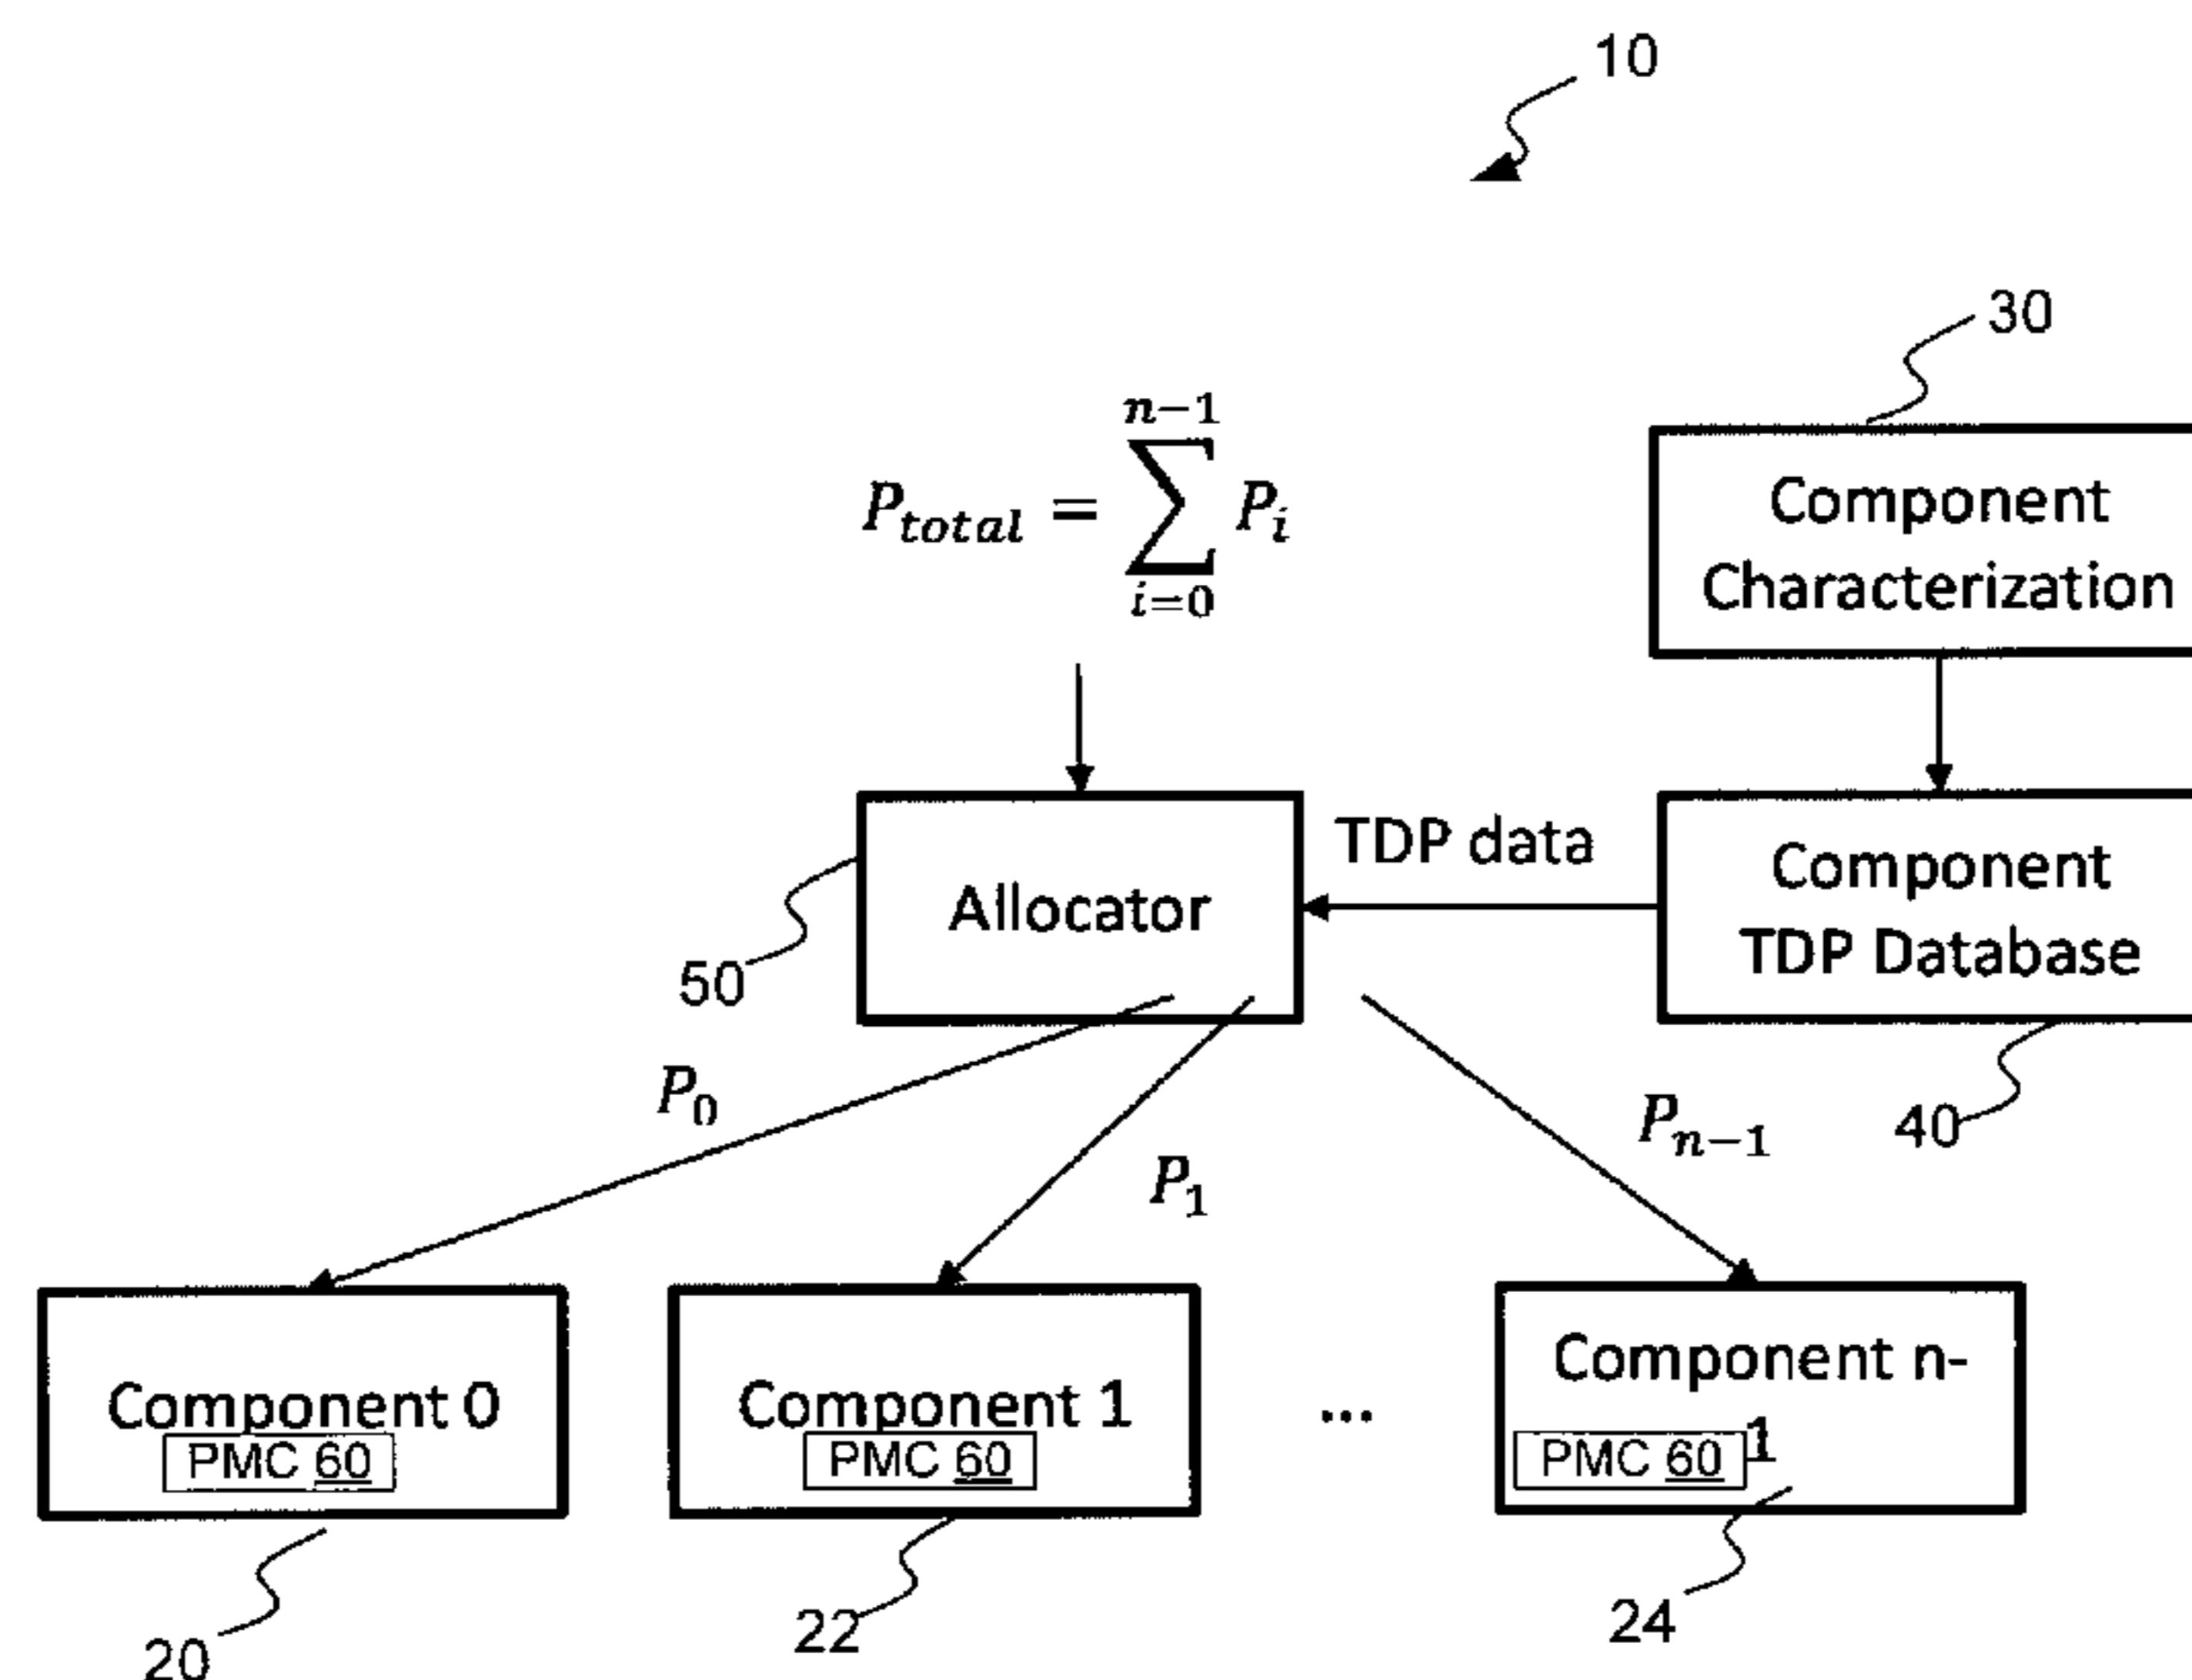 10
30
n−1
P_total = ∑ P_i
i=0
Component
Characterization
TDP data
Allocator
Component
TDP Database
50
40
P_0
P_1
P_{n−1}
Component 0
PMC 60
Component 1
PMC 60
...
Component n-
1
PMC 60
20
22
24